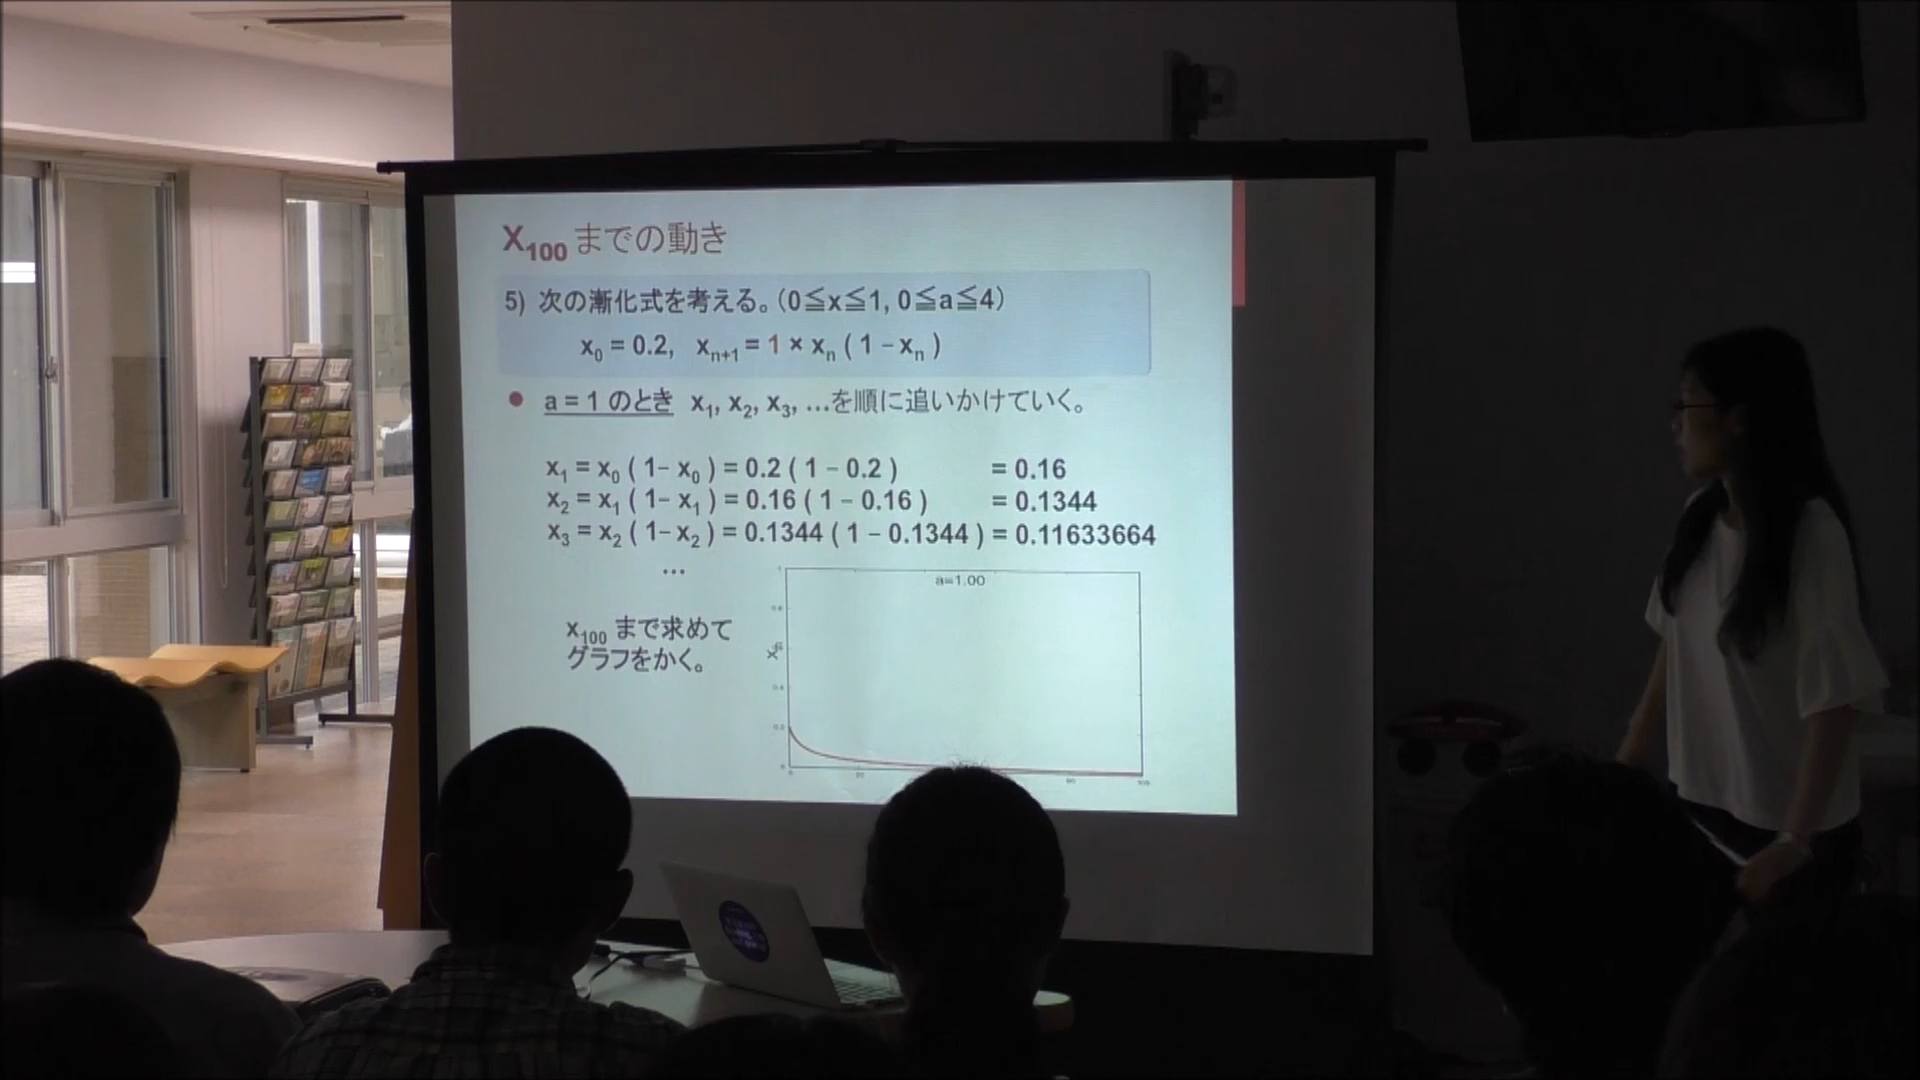 X100 までの動き
5) 次の漸化式を考える。(0≦x≦1, 0≦a≦4)
x0 = 0.2, xn+1 = 1 × xn ( 1 − xn )
● a = 1 のとき x1, x2, x3, …を順に追いかけていく。
x1 = x0 ( 1− x0 ) = 0.2 ( 1 − 0.2 ) = 0.16
x2 = x1 ( 1− x1 ) = 0.16 ( 1 − 0.16 ) = 0.1344
x3 = x2 ( 1− x2 ) = 0.1344 ( 1 − 0.1344 ) = 0.11633664
…
x100 まで求めて
グラフをかく。
a=1.00